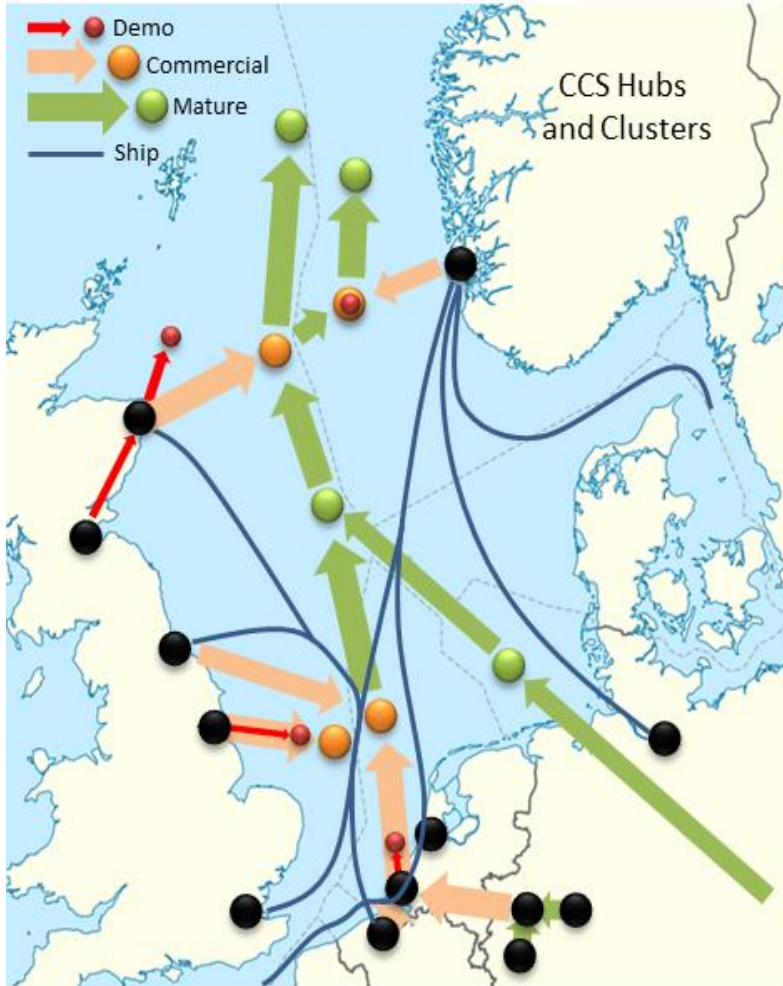 Demo
Commercial
Mature
Ship
CCS Hubs
and Clusters